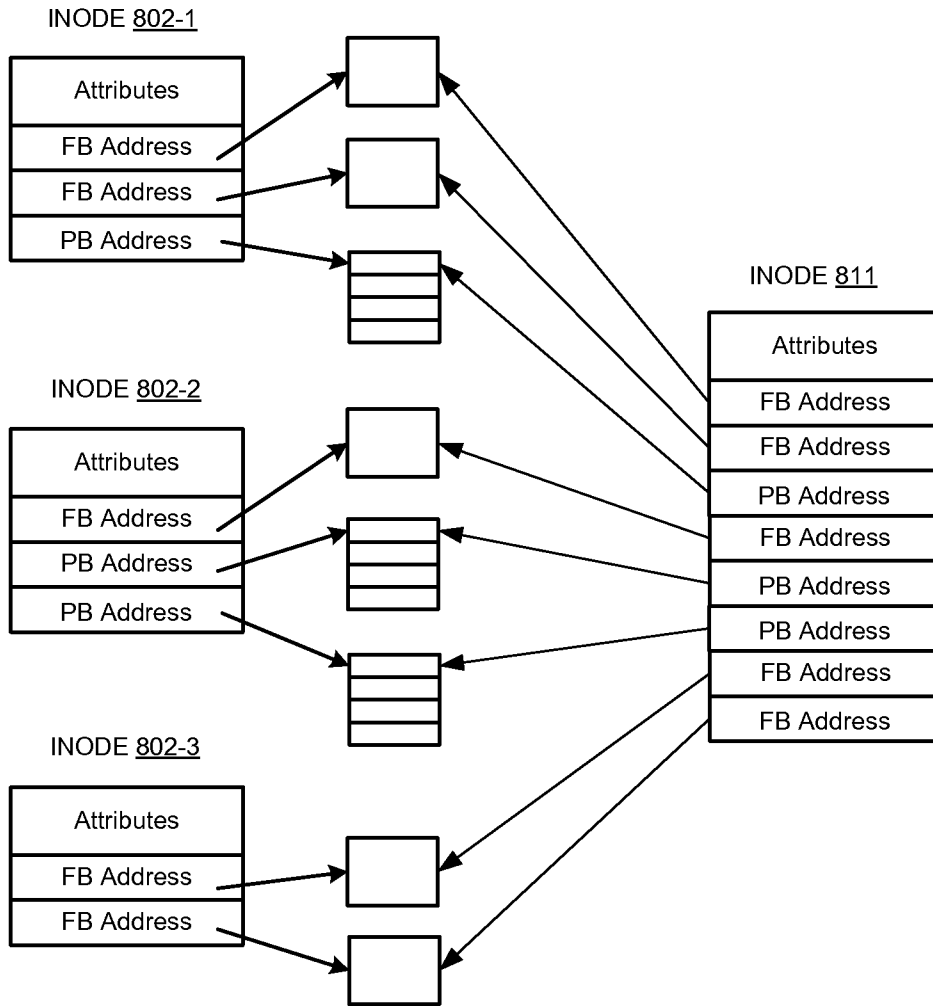 INODE 802-1
Attributes
FB Address
FB Address
PB Address
INODE 802-2
Attributes
FB Address
PB Address
PB Address
INODE 802-3
Attributes
FB Address
FB Address
INODE 811
Attributes
FB Address
FB Address
PB Address
FB Address
PB Address
PB Address
FB Address
FB Address